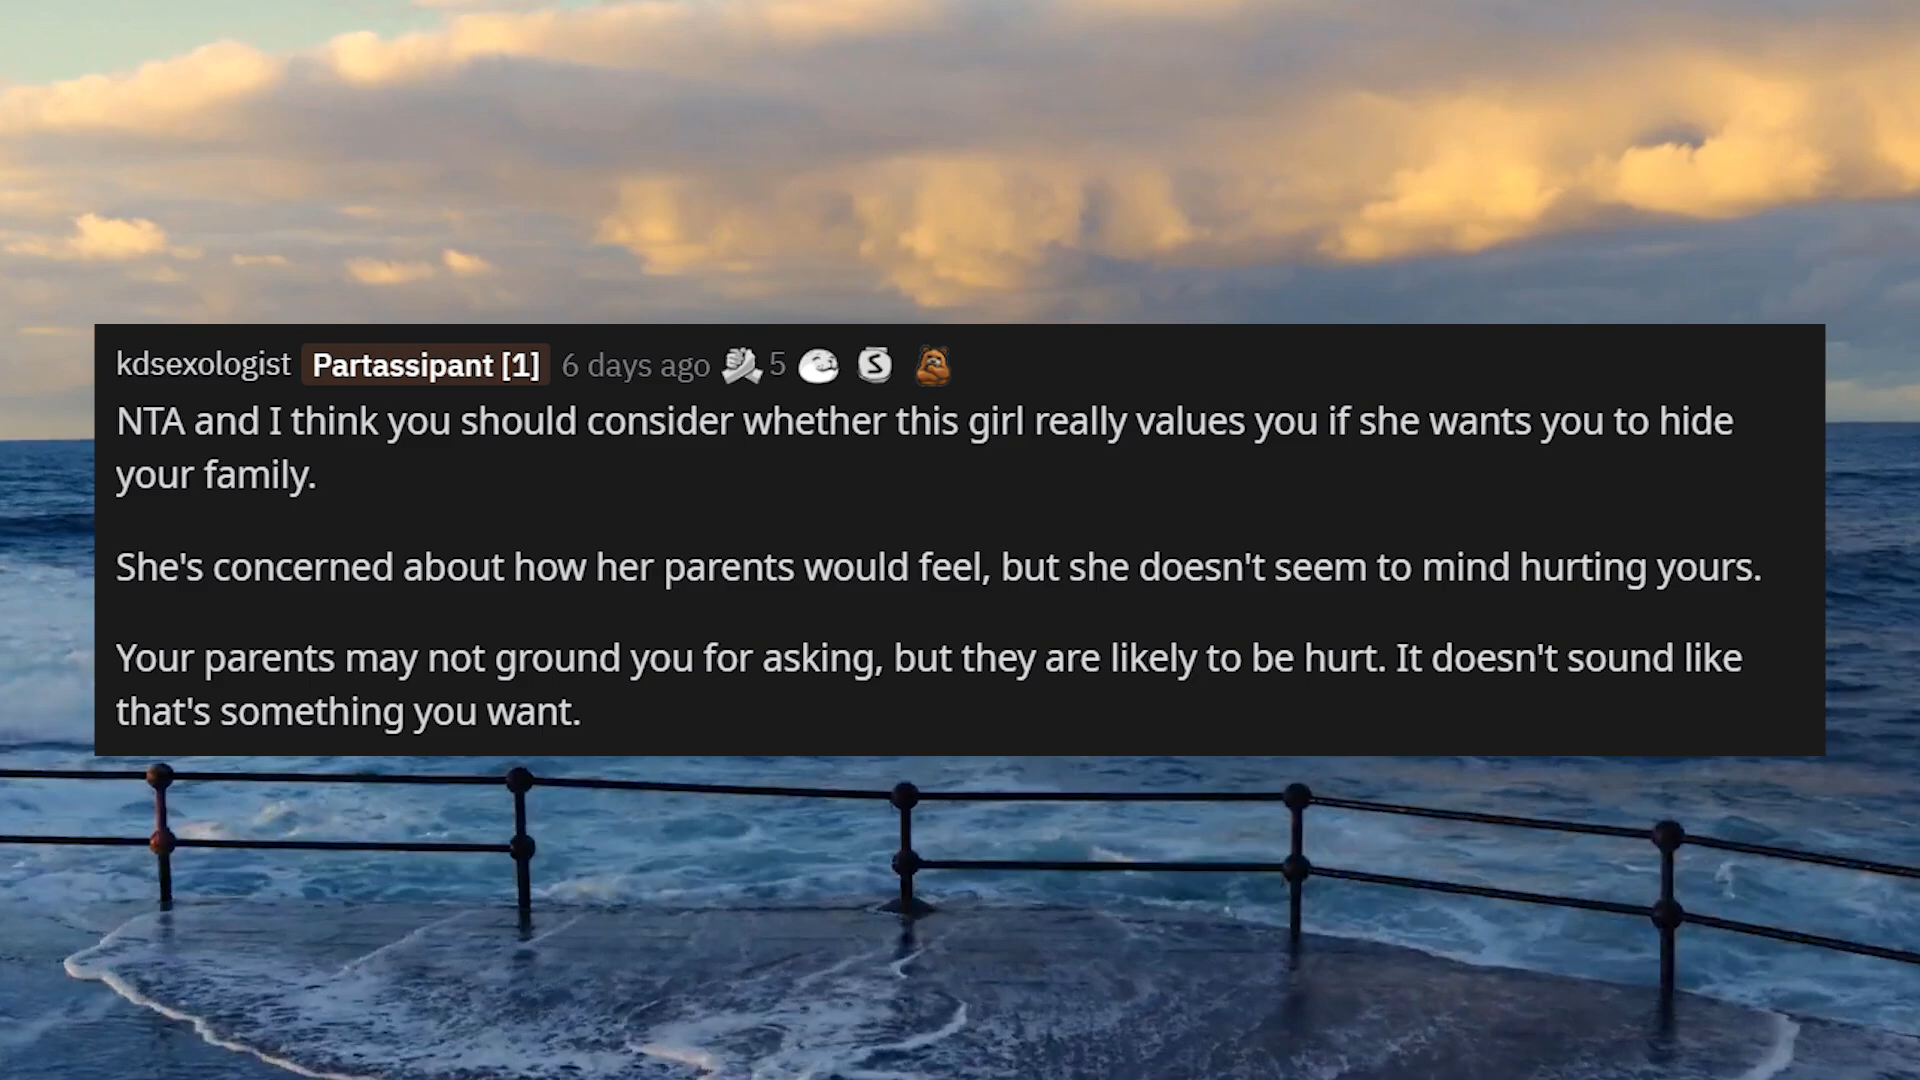 kdsexologist Partassipant [1] 6 days ago 5 S
NTA and I think you should consider whether this girl really values you if she wants you to hide
your family.
She's concerned about how her parents would feel, but she doesn't seem to mind hurting yours.
Your parents may not ground you for asking, but they are likely to be hurt. It doesn't sound like
that's something you want.